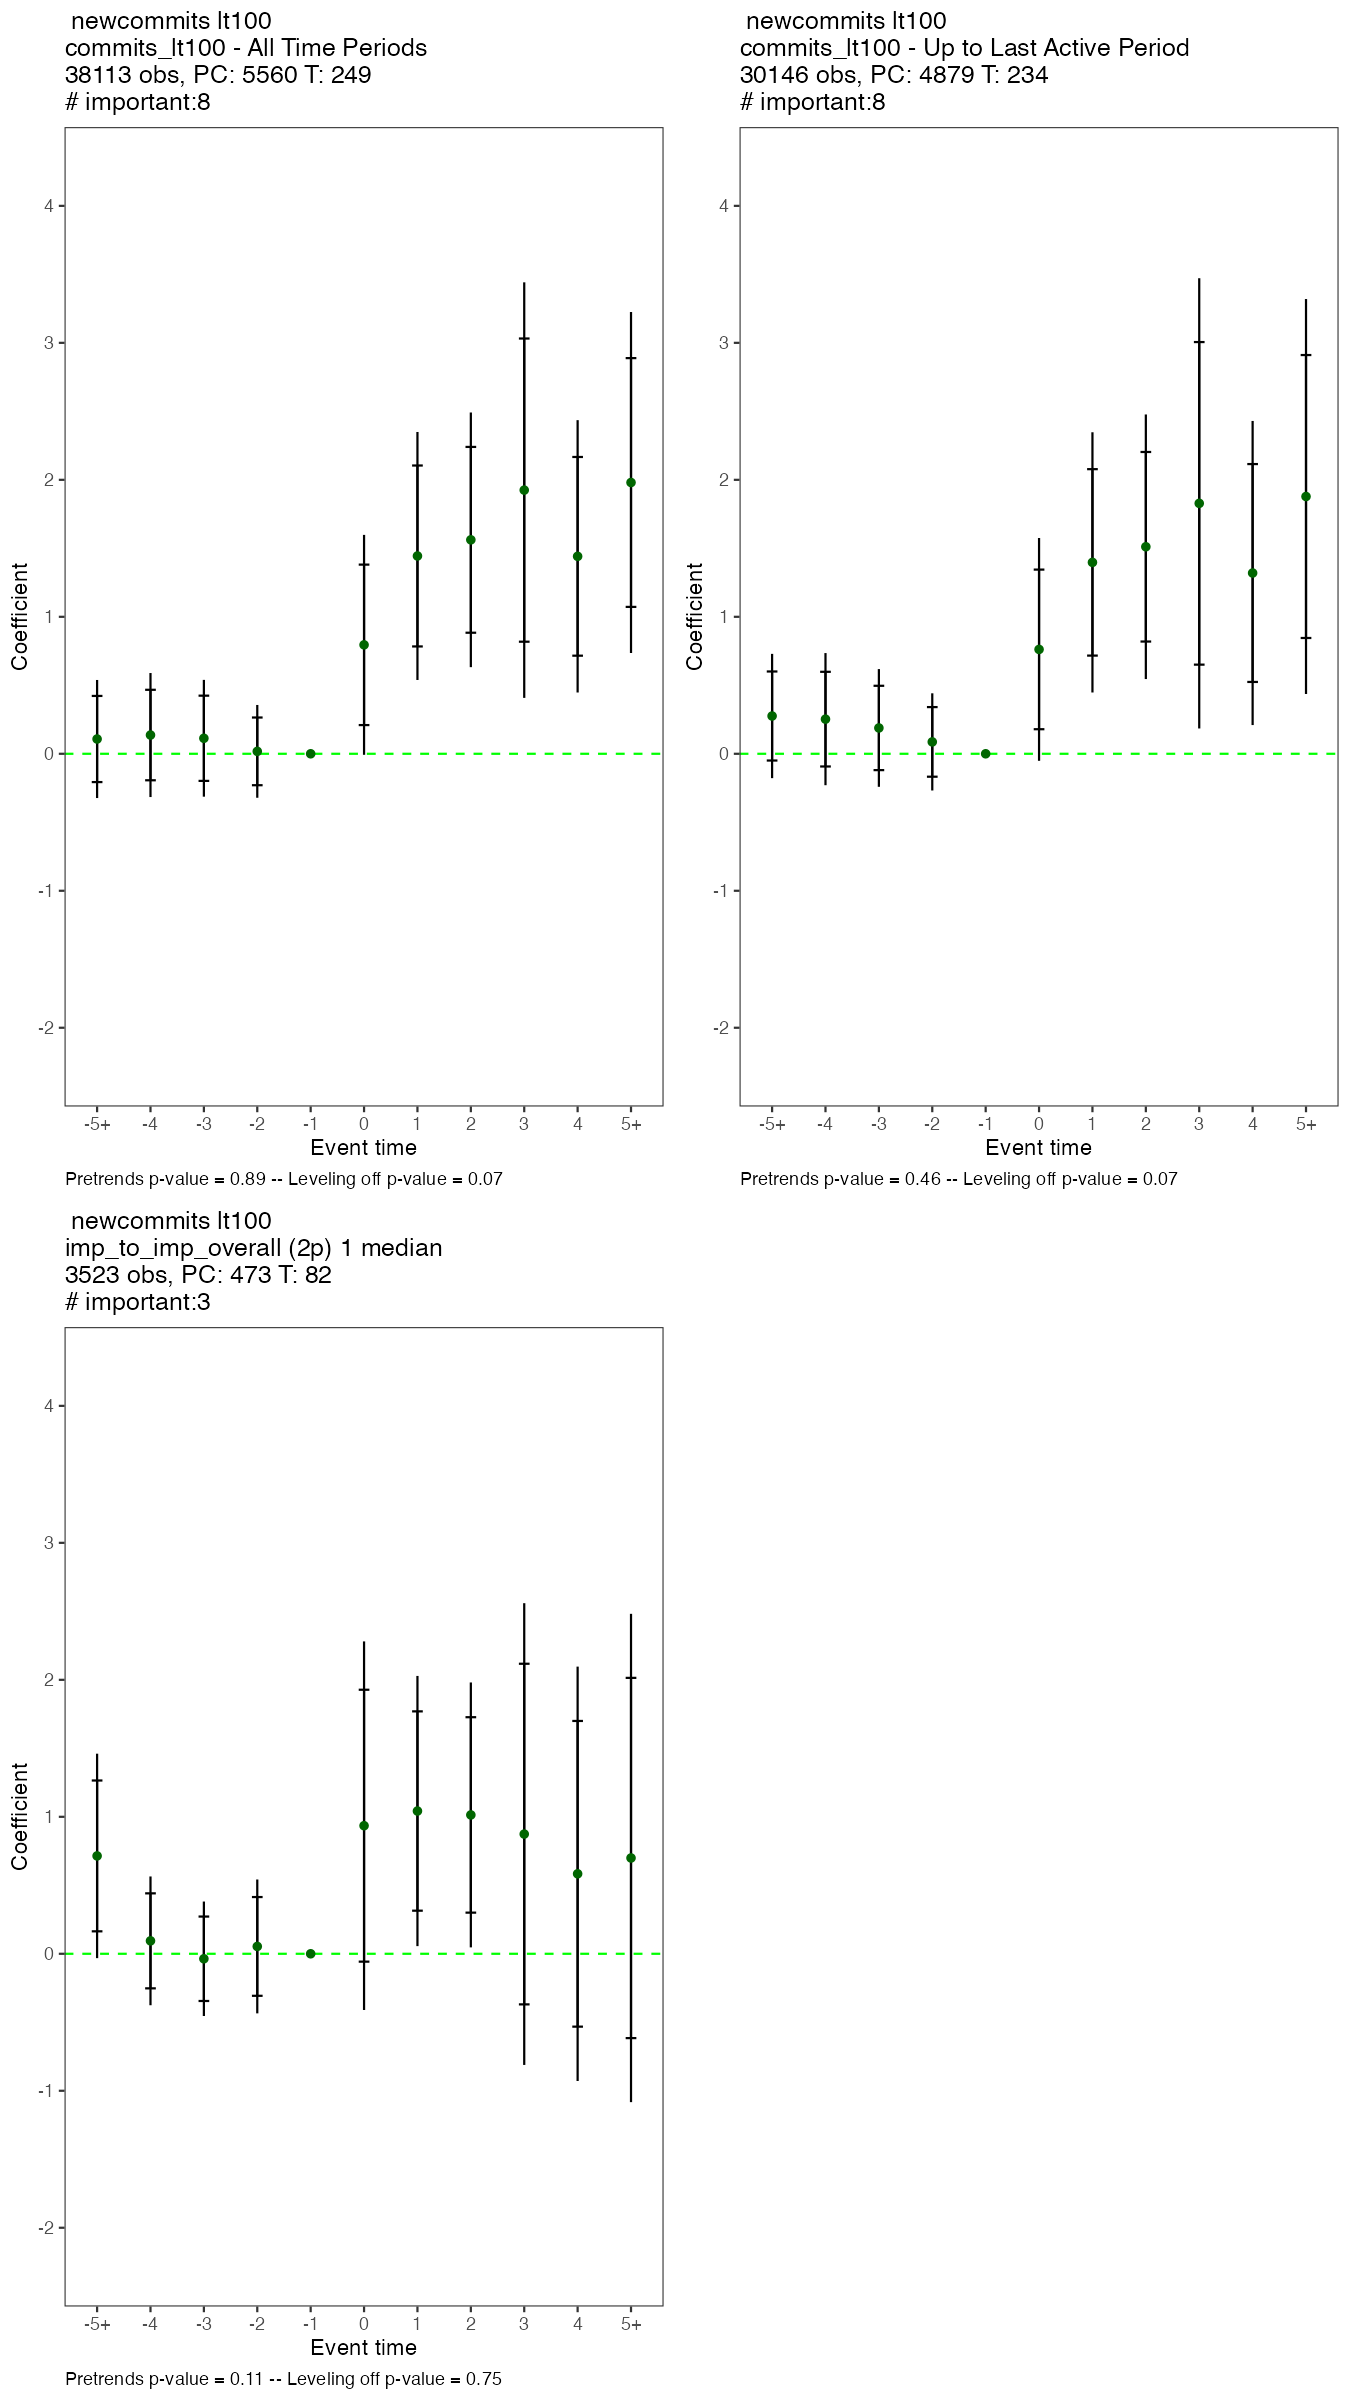 newcommits lt100
commits_lt100 - All Time Periods
38113 obs, PC: 5560 T: 249
# important:8
4
3
2
1
0
-1
-2
Coefficient
-5+ -4 -3 -2 -1 0 1 2 3 4 5+
Event time
Pretrends p-value = 0.89 -- Leveling off p-value = 0.07
newcommits lt100
commits_lt100 - Up to Last Active Period
30146 obs, PC: 4879 T: 234
# important:8
4
3
2
1
0
-1
-2
Coefficient
-5+ -4 -3 -2 -1 0 1 2 3 4 5+
Event time
Pretrends p-value = 0.46 -- Leveling off p-value = 0.07
newcommits lt100
imp_to_imp_overall (2p) 1 median
3523 obs, PC: 473 T: 82
# important:3
4
3
2
1
0
-1
-2
Coefficient
-5+ -4 -3 -2 -1 0 1 2 3 4 5+
Event time
Pretrends p-value = 0.11 -- Leveling off p-value = 0.75